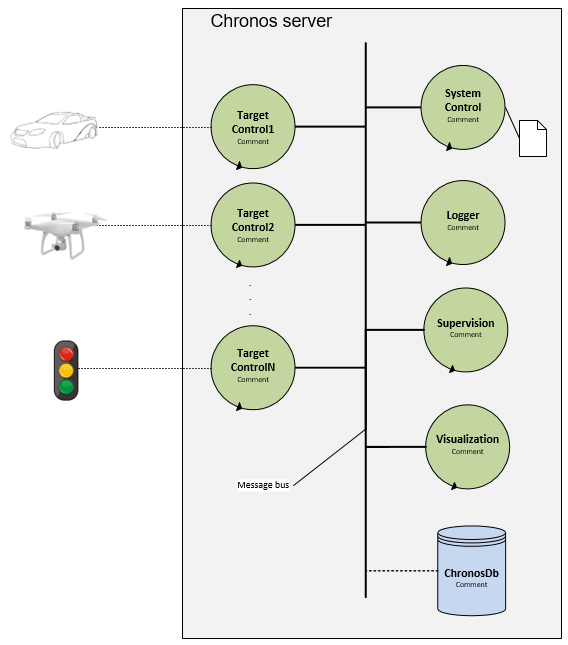 Chronos server
Target
Control1
Comment
System
Control
Comment
Target
Control2
Comment
Logger
Comment
.
.
.
Target
ControlN
Comment
Supervision
Comment
Visualization
Comment
Message bus
ChronosDb
Comment